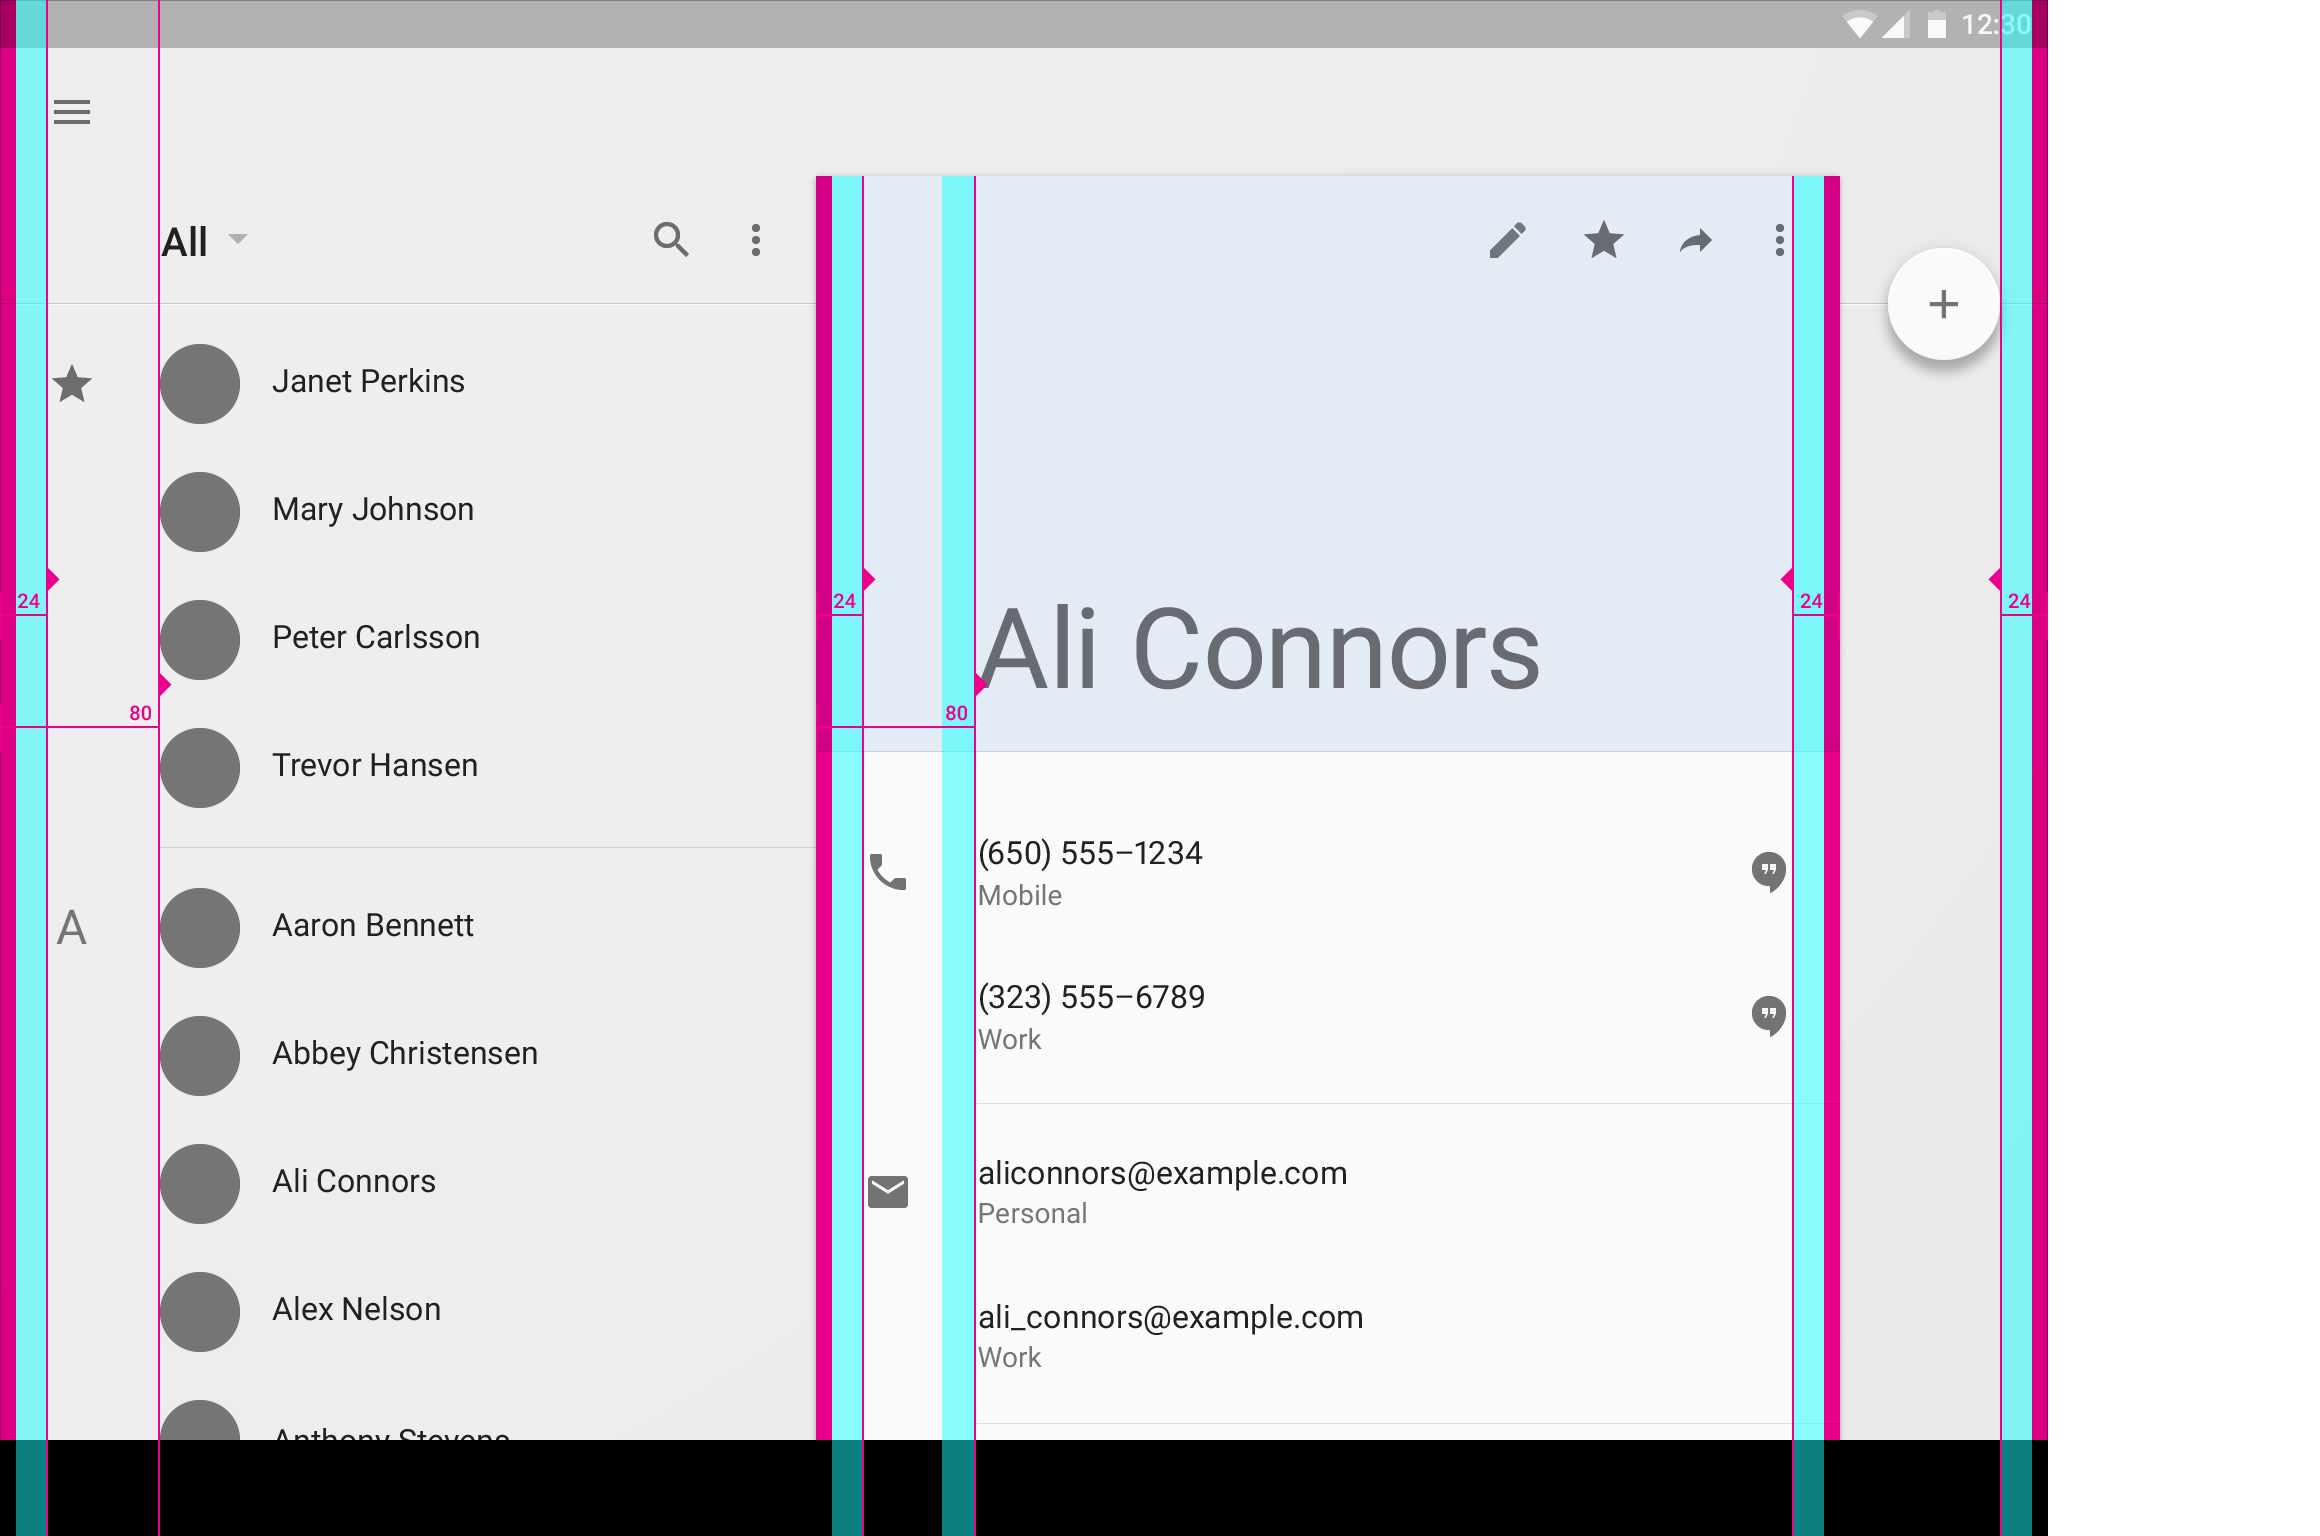 12:30
All
Janet Perkins
Mary Johnson
Peter Carlsson
Trevor Hansen
A
Aaron Bennett
Abbey Christensen
Ali Connors
Alex Nelson
Anthony Stevens
24
80
24
80
24
24
Ali Connors
(650) 555–1234
Mobile
(323) 555–6789
Work
aliconnors@example.com
Personal
ali_connors@example.com
Work